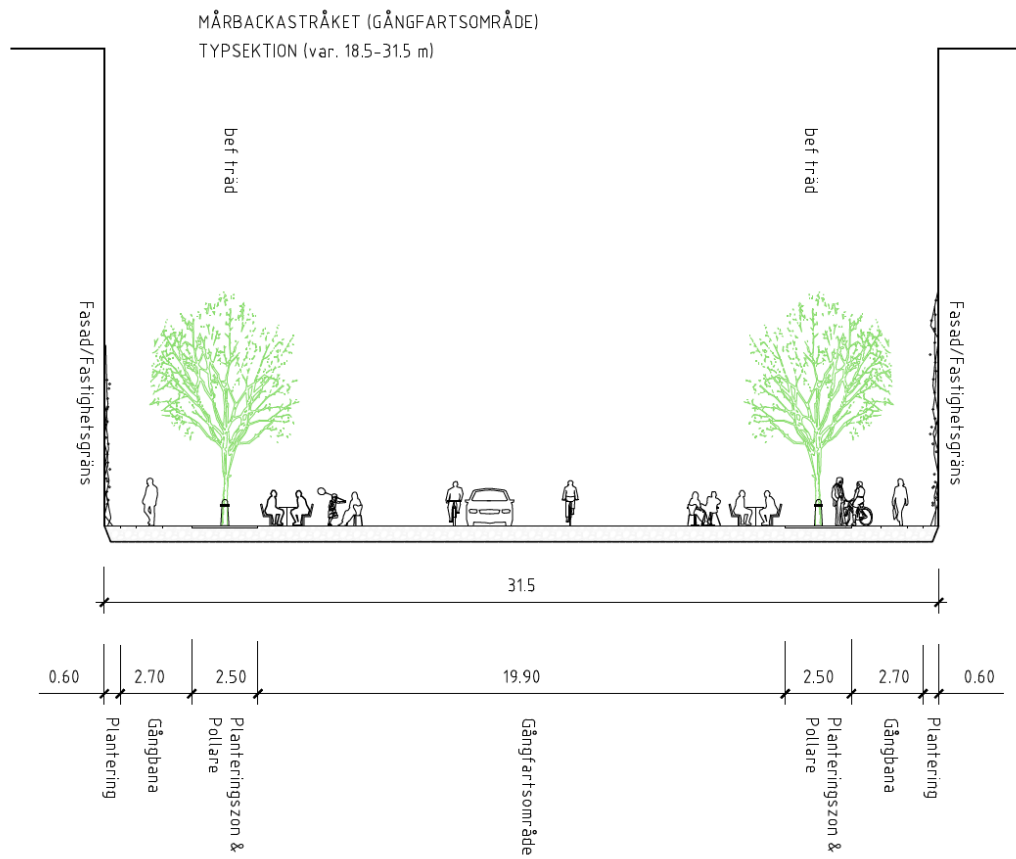 MÅRBACKASTRÅKET (GÅNGFARTSOMRÅDE)
TYPSEKTION (var. 18.5-31.5 m)
bef träd
bef träd
Fasad/Fastighetsgräns
Fasad/Fastighetsgräns
31.5
0.60
2.70
2.50
19.90
2.50
2.70
0.60
Plantering
Gångbana
Planteringszon &
Pollare
Gångfartsområde
Planteringszon &
Pollare
Gångbana
Plantering